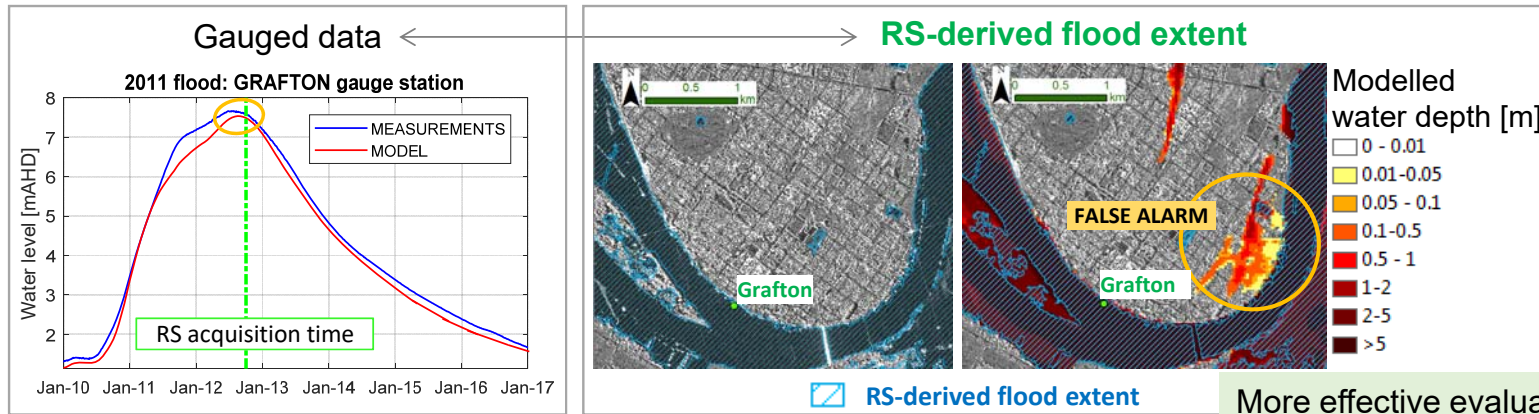 Gauged data
RS-derived flood extent
2011 flood: GRAFTON gauge station
Water level [mAHD]
8
7
6
5
4
3
2
MEASUREMENTS
MODEL
RS acquisition time
Jan-10 Jan-11 Jan-12 Jan-13 Jan-14 Jan-15 Jan-16 Jan-17
N
0 0.5 1
km
Grafton
N
0 0.5 1
km
FALSE ALARM
Grafton
Modelled
water depth [m]
0 - 0.01
0.01-0.05
0.05 - 0.1
0.1-0.5
0.5 - 1
1-2
2-5
>5
RS-derived flood extent
More effective evalua